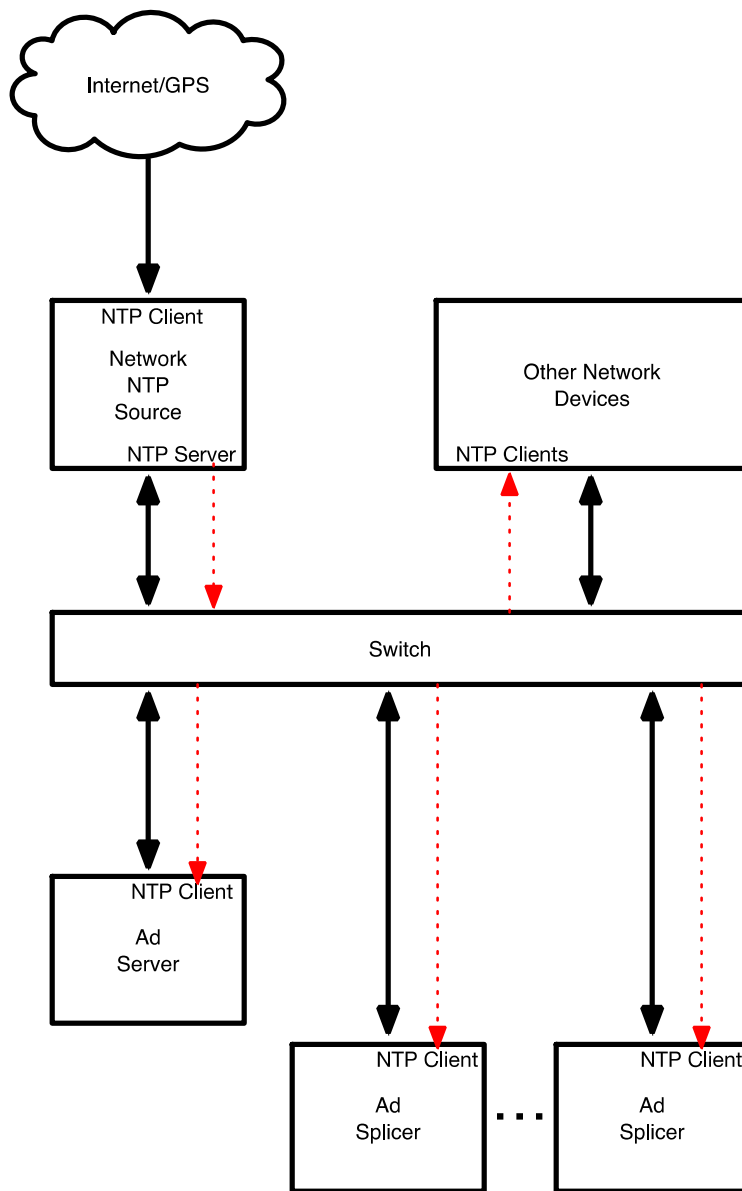 Internet/GPS
NTP Client
Network
NTP
Source
NTP Server
Other Network
Devices
NTP Clients
Switch
NTP Client
Ad
Server
NTP Client
Ad
Splicer
NTP Client
Ad
Splicer